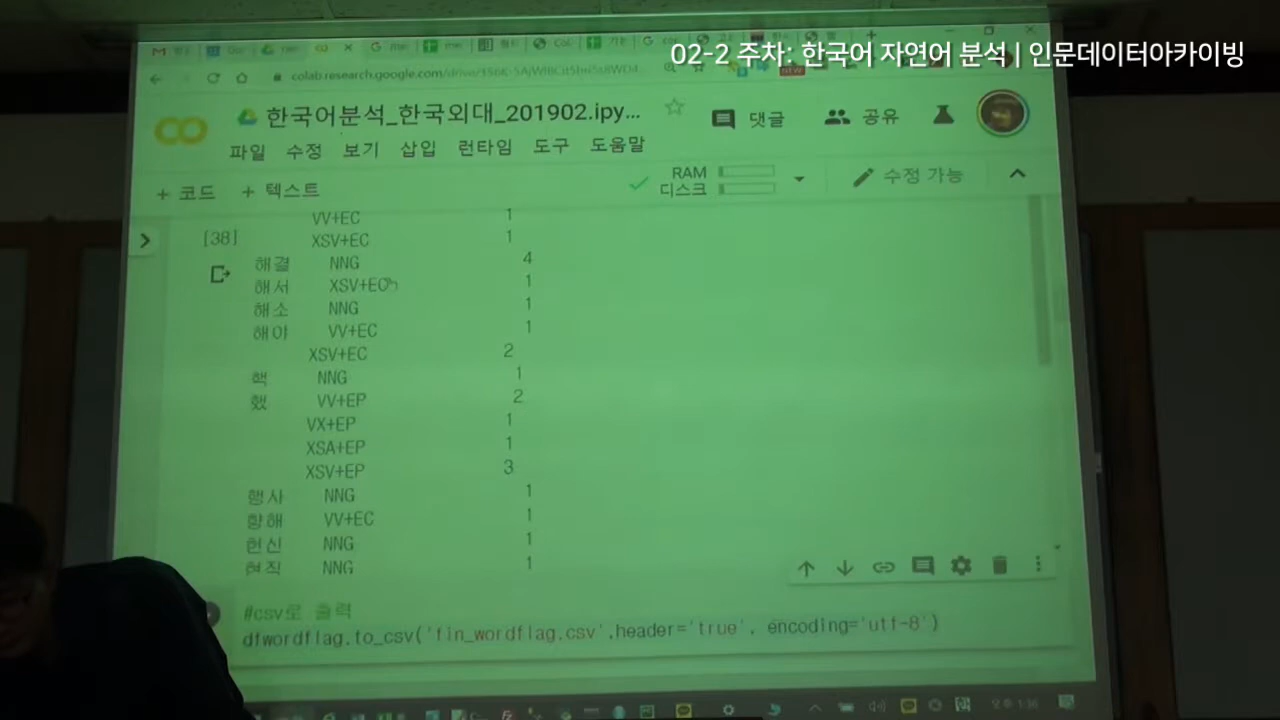 02-2 주차: 한국어 자연어 분석 | 인문데이터아카이빙
한국어분석_한국외대_201902.ipy...
댓글 공유
파일 수정 보기 삽입 런타임 도구 도움말
+ 코드 + 텍스트
RAM
디스크
수정 가능
VV+EC 1
[38]
XSV+EC 1
해결 NNG 4
해서 XSV+EC 1
해소 NNG 1
해야 VV+EC 1
XSV+EC 2
핵 NNG 1
했 VV+EP 2
VX+EP 1
XSA+EP 1
XSV+EP 3
행사 NNG 1
향해 VV+EC 1
헌신 NNG 1
현직 NNG 1
#csv로 출력
dfwordflag.to_csv('fin_wordflag.csv',header='true', encoding='utf-8')